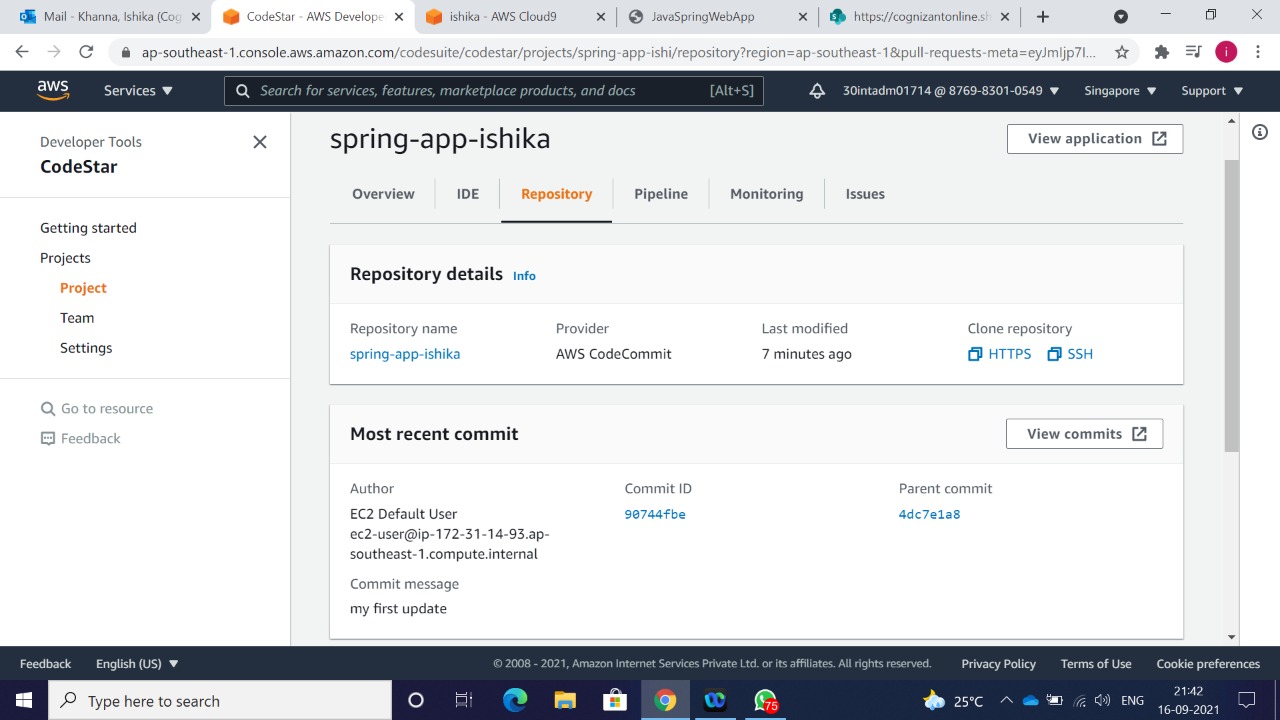 Mail - Khanna, Ishika (Cog
CodeStar - AWS Develope
ishika - AWS Cloud9
JavaSpringWebApp
https://cognizantonline.sh
ap-southeast-1.console.aws.amazon.com/codesuite/codestar/projects/spring-app-ishi/repository?region=ap-southeast-1&pull-requests-meta=eyJmIjp7I...
i
aws
Services
Search for services, features, marketplace products, and docs
[Alt+S]
30intadm01714 @ 8769-8301-0549
Singapore
Support
Developer Tools
CodeStar
Getting started
Projects
Project
Team
Settings
Go to resource
Feedback
spring-app-ishika
View application
Overview
IDE
Repository
Pipeline
Monitoring
Issues
Repository details Info
Repository name
spring-app-ishika
Provider
AWS CodeCommit
Last modified
7 minutes ago
Clone repository
HTTPS SSH
Most recent commit
View commits
Author
EC2 Default User
ec2-user@ip-172-31-14-93.ap-
southeast-1.compute.internal
Commit ID
90744fbe
Parent commit
4dc7e1a8
Commit message
my first update
Feedback
English (US)
© 2008 - 2021, Amazon Internet Services Private Ltd. or its affiliates. All rights reserved.
Privacy Policy
Terms of Use
Cookie preferences
Type here to search
75
25°C
ENG
21:42
16-09-2021